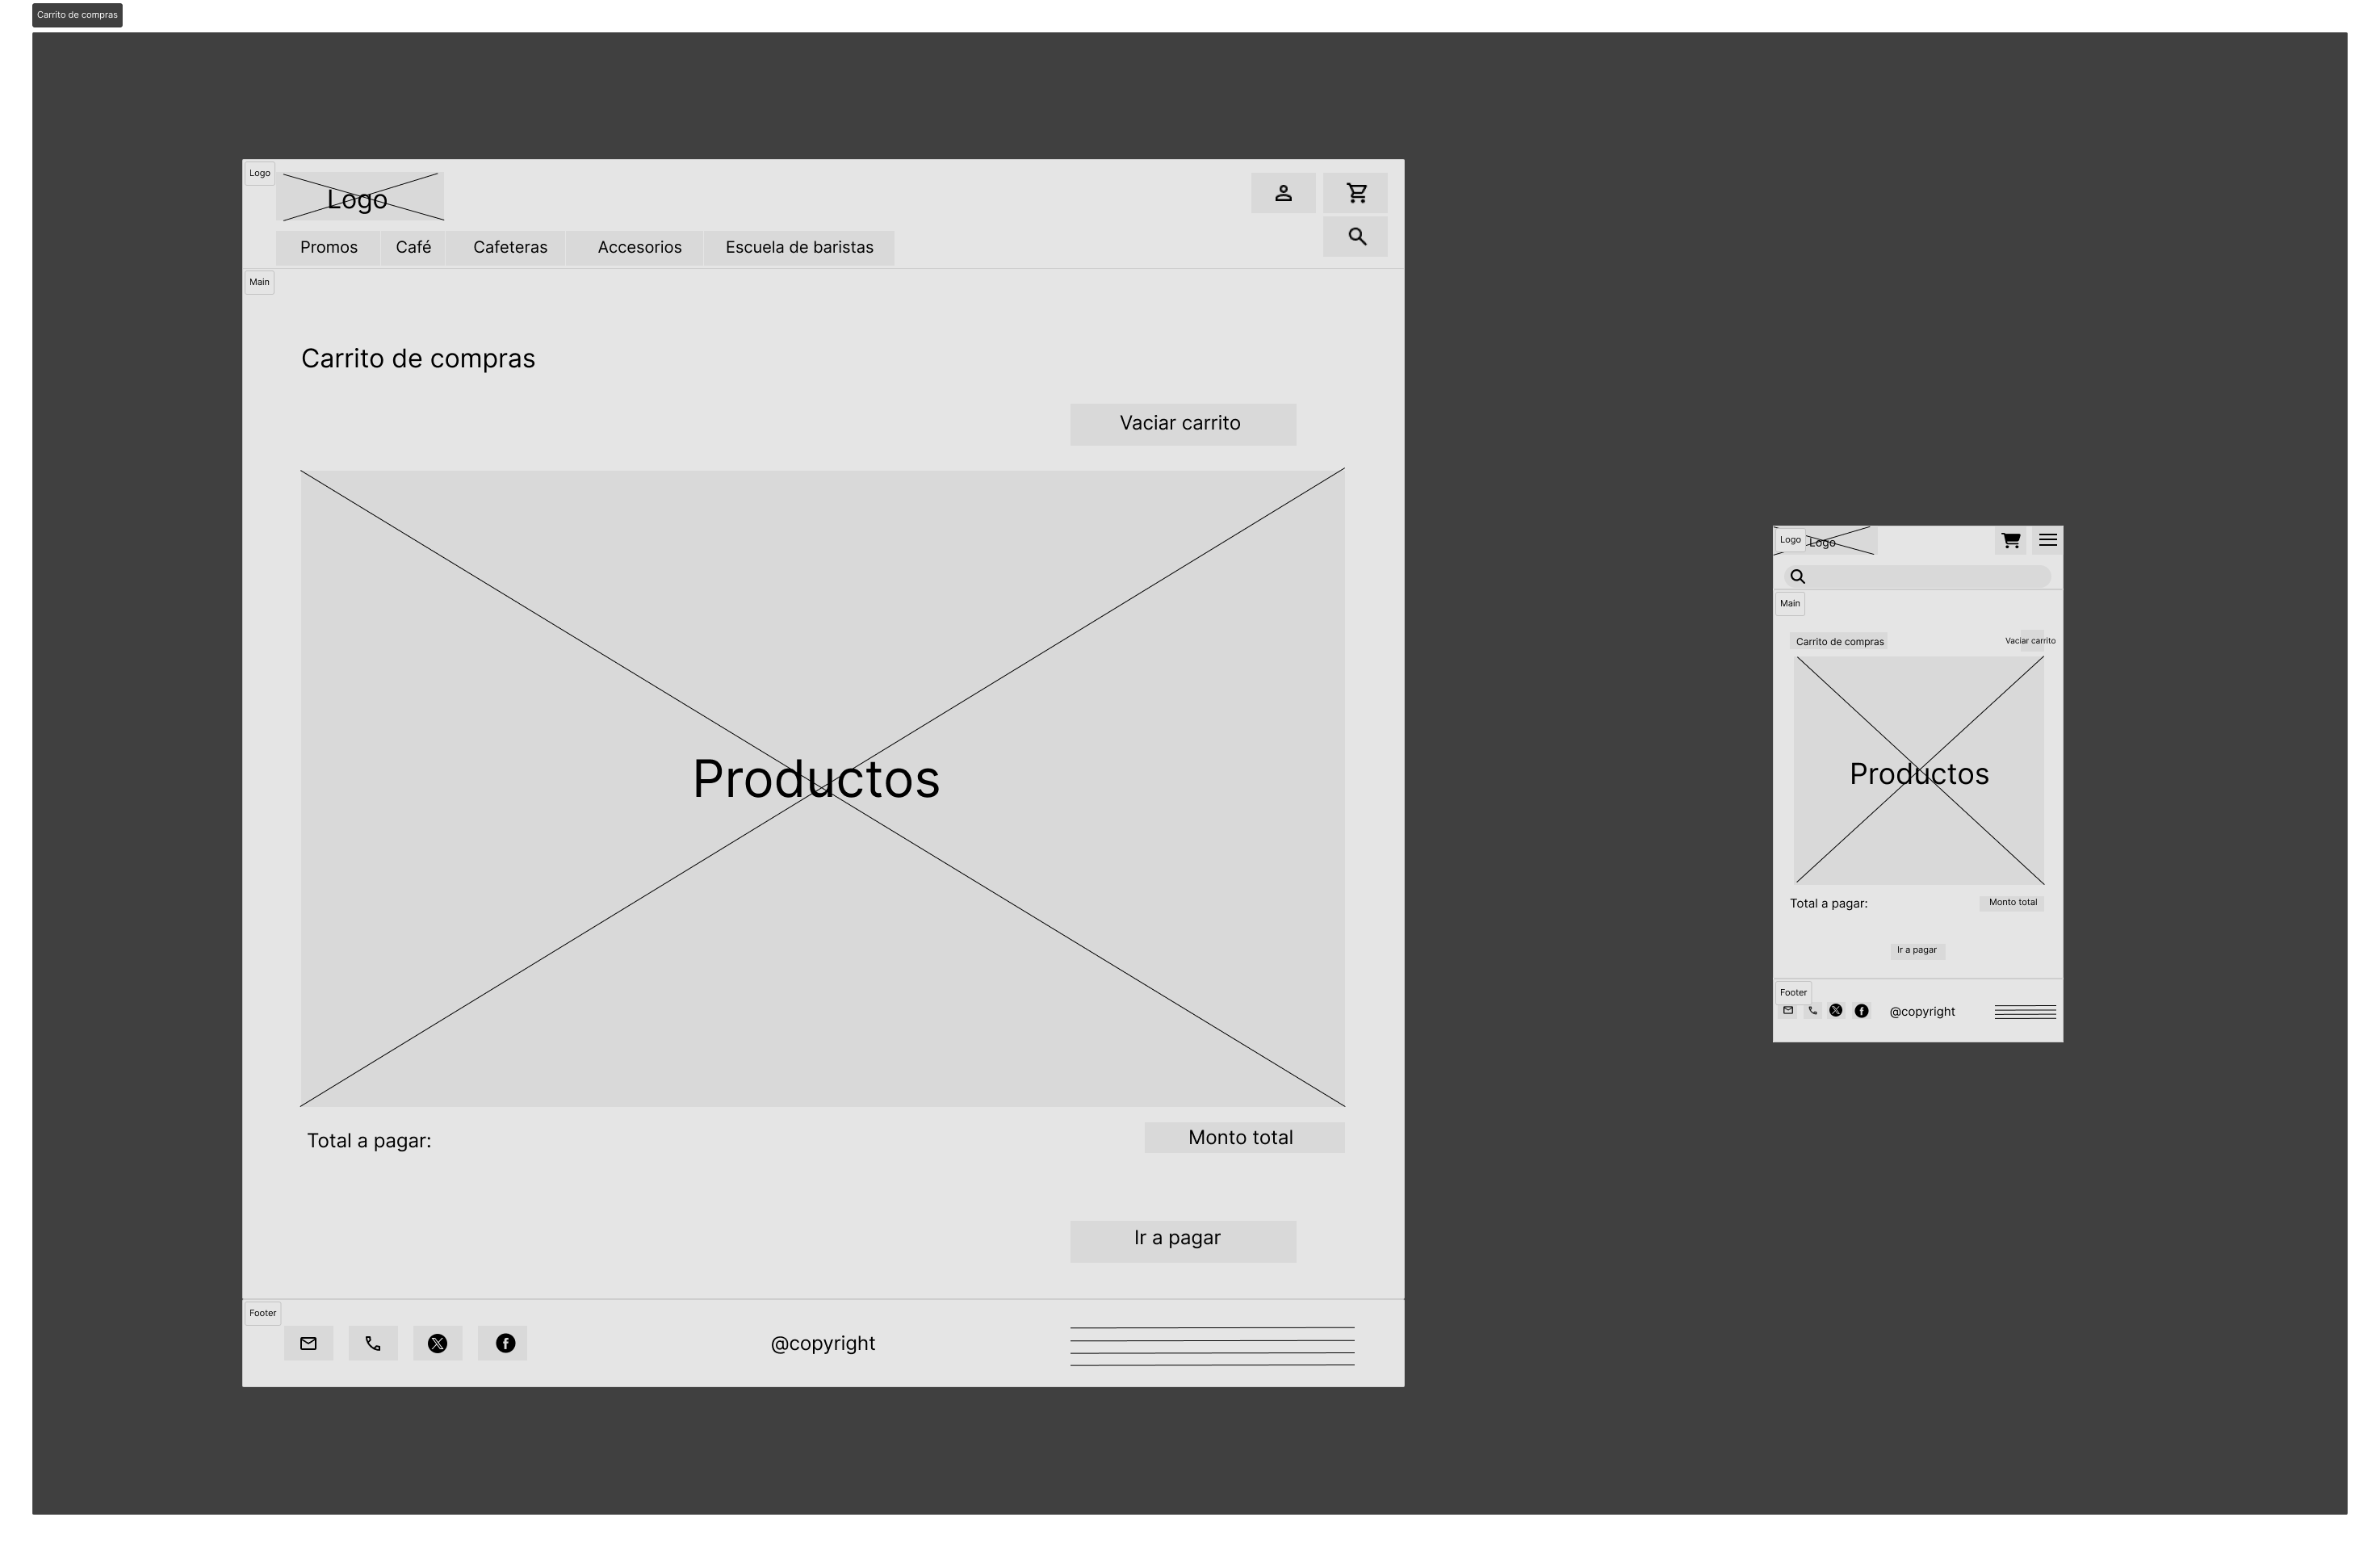 Carrito de compras
Logo
Logo
Promos Café Cafeteras Accesorios Escuela de baristas
Main
Carrito de compras
Vaciar carrito
Productos
Total a pagar:
Monto total
Ir a pagar
Footer
@copyright
Logo
Logo
Main
Carrito de compras
Vaciar carrito
Productos
Total a pagar:
Monto total
Ir a pagar
Footer
@copyright